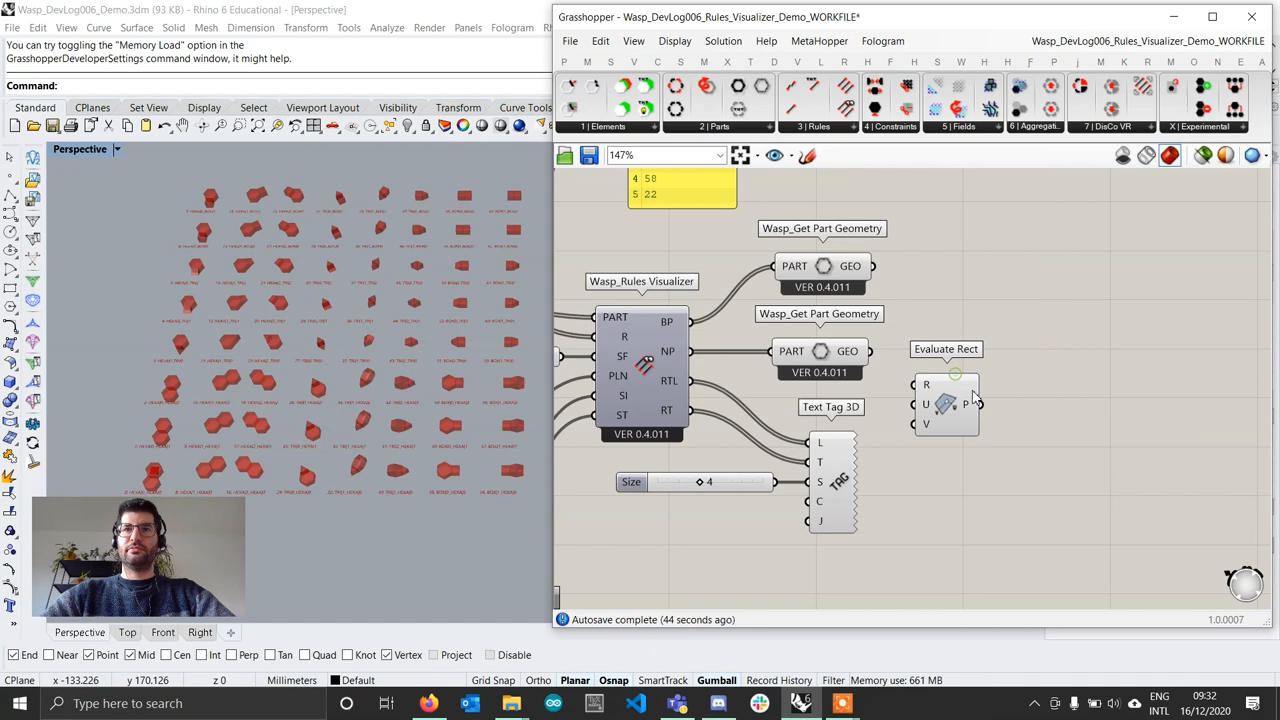 Wasp_DevLog006_Demo.3dm (93 KB) - Rhino 6 Educational - [Perspective]
File Edit View Curve Surface Solid Mesh Dimension Transform Tools Analyze Render Panels Fologram
You can try toggling the "Memory Load" option in the
GrasshopperDeveloperSettings command window, it might help.
Command:
Standard CPlanes Set View Display Select Viewport Layout Visibility Transform Curve Tools
Perspective
Perspective Top Front Right
End Near Point Mid Cen Int Perp Tan Quad Knot Vertex Project Disable
CPlane x -133.226 y 170.126 z 0 Millimeters Default Grid Snap Ortho Planar Osnap SmartTrack Gumball Record History Filter Memory use: 661 MB
Grasshopper - Wasp_DevLog006_Rules_Visualizer_Demo_WORKFILE*
File Edit View Display Solution Help MetaHopper Fologram Wasp_DevLog006_Rules_Visualizer_Demo_WORKFILE
1 | Elements 2 | Parts 3 | Rules 4 | Constraints 5 | Fields 6 | Aggregati.. 7 | DisCo VR X | Experimental
147%
4 58
5 22
Wasp_Get Part Geometry
PART GEO
VER 0.4.011
Wasp_Rules Visualizer
PART
R
SF
PLN
SI
ST
BP
NP
RTL
RT
VER 0.4.011
Wasp_Get Part Geometry
PART GEO
VER 0.4.011
Evaluate Rect
R
U P
V
Text Tag 3D
L
T
S
C
J
TAG
Size 4
Autosave complete (44 seconds ago)
1.0.0007
Type here to search
ENG
INTL
09:32
16/12/2020